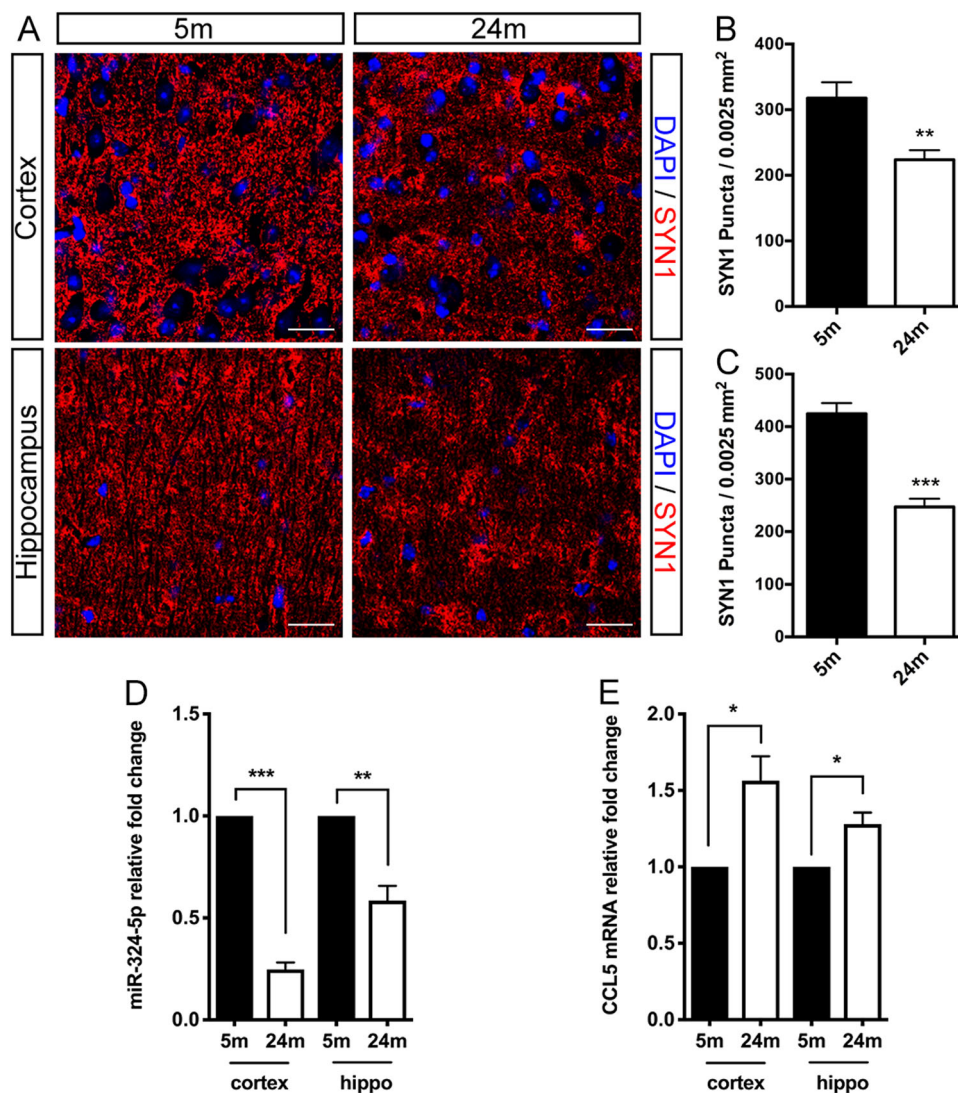 A
5m
24m
Cortex
DAPI / SYN1
Hippocampus
DAPI / SYN1
B
SYN1 Puncta / 0.0025 mm²
400
300
200
100
0
**
5m
24m
C
SYN1 Puncta / 0.0025 mm²
500
400
300
200
100
0
***
5m
24m
D
miR-324-5p relative fold change
1.5
1.0
0.5
0.0
***
**
5m 24m 5m 24m
cortex hippo
E
CCL5 mRNA relative fold change
2.0
1.5
1.0
0.5
0.0
*
*
5m 24m 5m 24m
cortex hippo